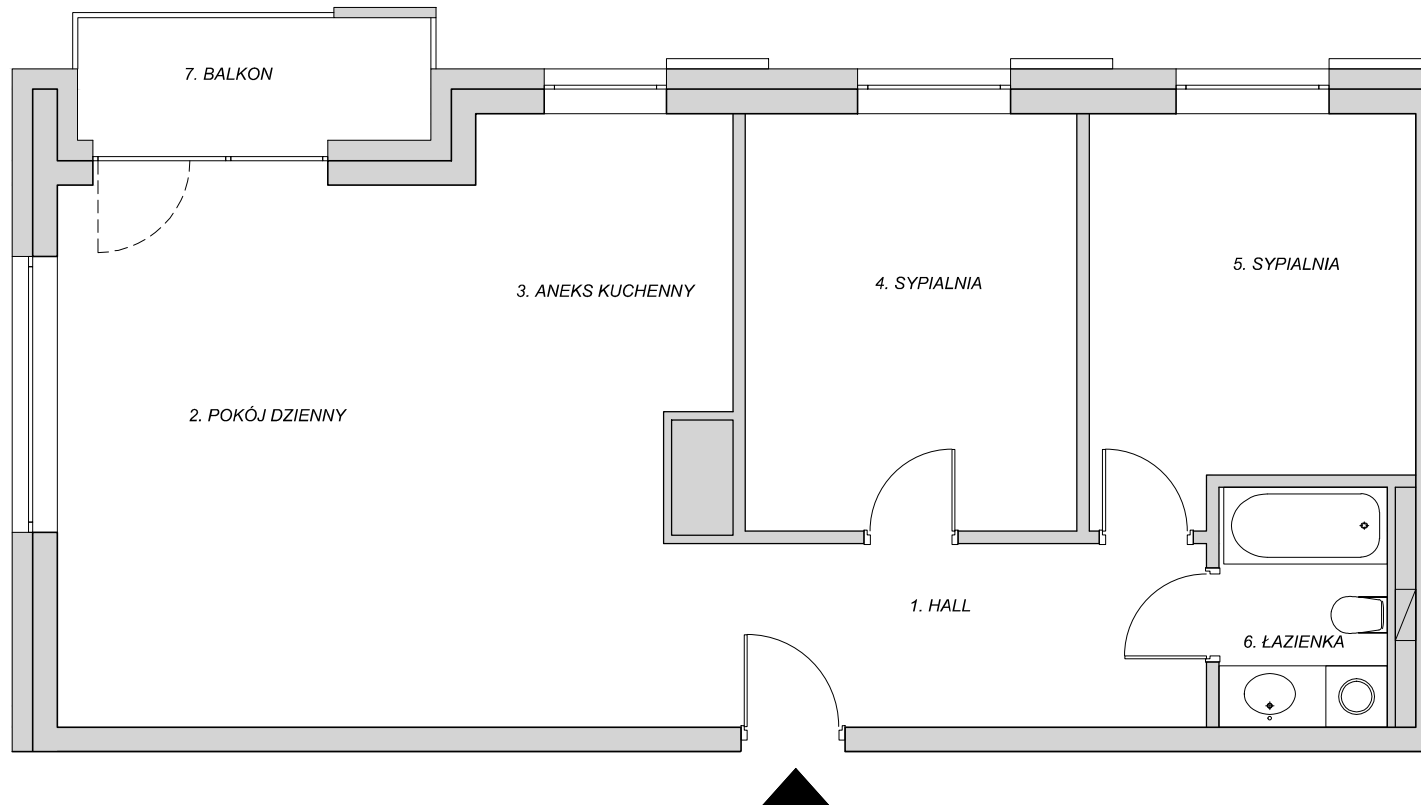 7. BALKON
5. SYPIALNIA
4. SYPIALNIA
3. ANEKS KUCHENNY
2. POKÓJ DZIENNY
1. HALL
6. ŁAZIENKA